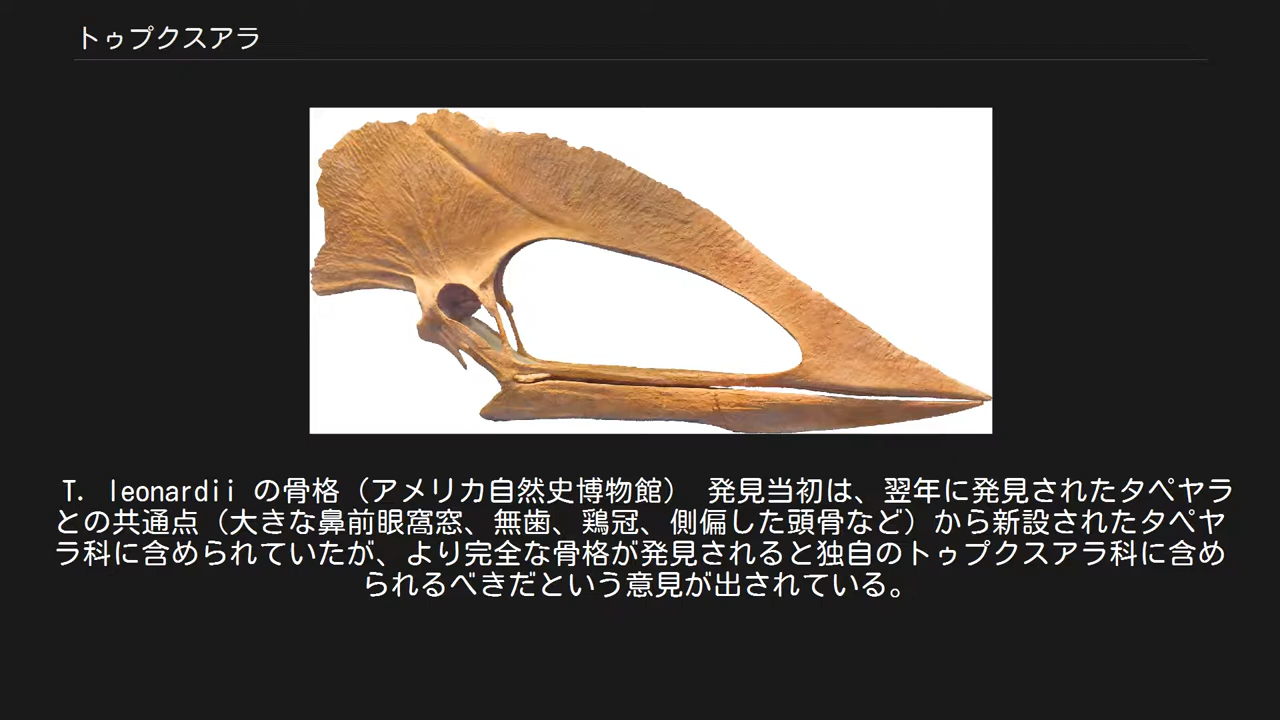 トゥプクスアラ
T. leonardii の骨格（アメリカ自然史博物館） 発見当初は、翌年に発見されたタペヤラ
との共通点（大きな鼻前眼窩窓、無歯、鶏冠、側偏した頭骨など）から新設されたタペヤ
ラ科に含められていたが、より完全な骨格が発見されると独自のトゥプクスアラ科に含め
られるべきだという意見が出されている。